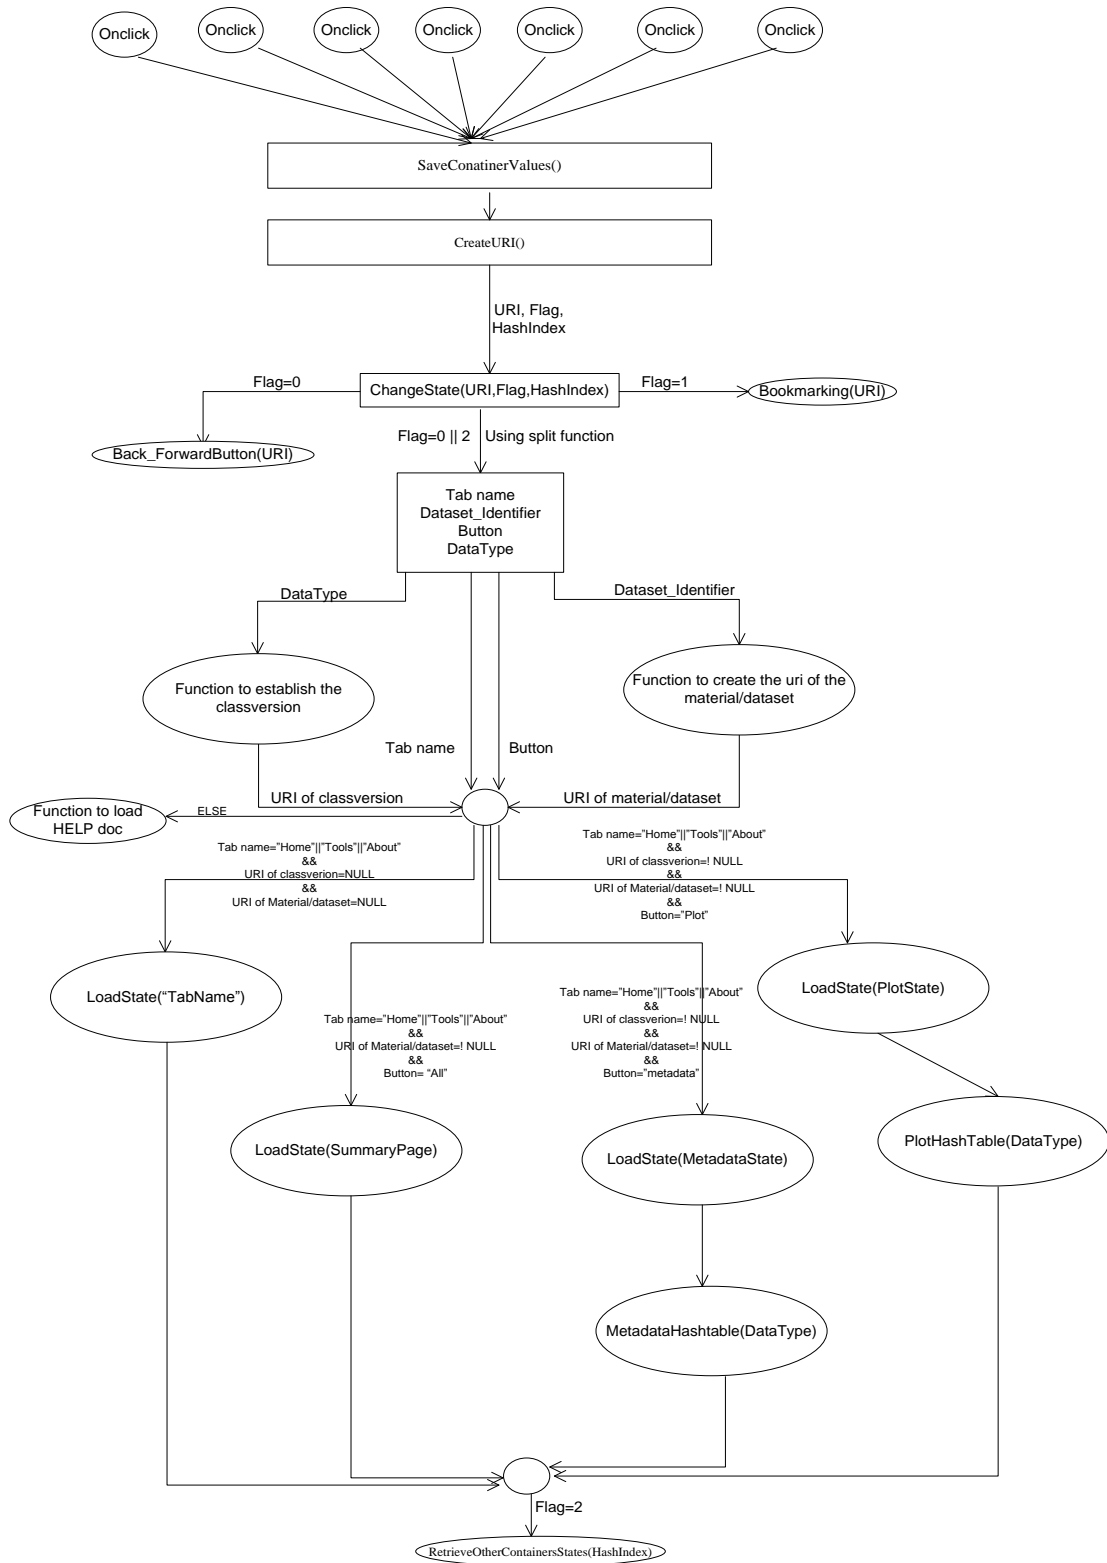 Onclick
Onclick
Onclick
Onclick
Onclick
Onclick
Onclick
SaveConatinerValues()
CreateURI()
URI, Flag,
HashIndex
Flag=0
ChangeState(URI,Flag,HashIndex)
Flag=1
Bookmarking(URI)
Back_ForwardButton(URI)
Flag=0 || 2
Using split function
Tab name
Dataset_Identifier
Button
DataType
DataType
Dataset_Identifier
Function to establish the
classversion
Function to create the uri of the
material/dataset
Tab name
Button
URI of classversion
URI of material/dataset
Function to load
HELP doc
ELSE
Tab name="Home"||"Tools"||"About"
&&
URI of classverion=NULL
&&
URI of Material/dataset=NULL
Tab name="Home"||"Tools"||"About"
&&
URI of classverion=! NULL
&&
URI of Material/dataset=! NULL
&&
Button="Plot"
LoadState(“TabName”)
LoadState(PlotState)
Tab name="Home"||"Tools"||"About"
&&
URI of Material/dataset=! NULL
&&
Button= “All”
Tab name="Home"||"Tools"||"About"
&&
URI of classverion=! NULL
&&
URI of Material/dataset=! NULL
&&
Button="metadata"
LoadState(SummaryPage)
LoadState(MetadataState)
PlotHashTable(DataType)
MetadataHashtable(DataType)
Flag=2
RetrieveOtherContainersStates(HashIndex)